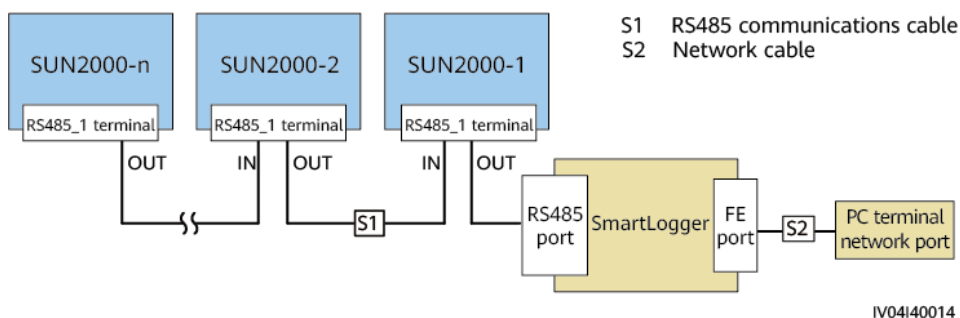 S1 RS485 communications cable
S2 Network cable
SUN2000-n
SUN2000-2
SUN2000-1
RS485_1 terminal
RS485_1 terminal
RS485_1 terminal
OUT
IN
OUT
IN
OUT
S1
RS485
port
SmartLogger
FE
port
S2
PC terminal
network port
IV04I40014